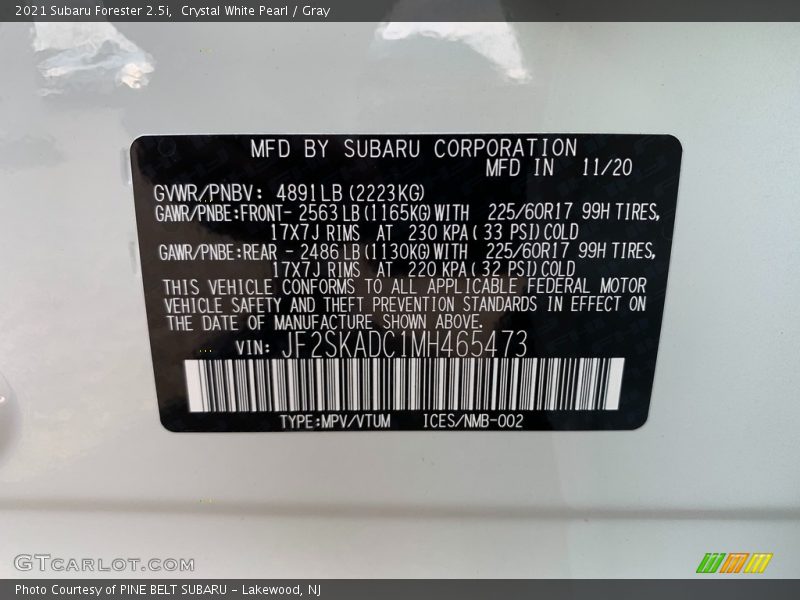 2021 Subaru Forester 2.5i,  Crystal White Pearl / Gray
MFD BY SUBARU CORPORATION
MFD IN 11/20
GVWR/PNBV: 4891LB (2223KG)
GAWR/PNBE:FRONT- 2563 LB (1165KG) WITH 225/60R17 99H TIRES,
17X7J RIMS AT 230 KPA ( 33 PSI) COLD
GAWR/PNBE:REAR - 2486 LB (1130KG) WITH 225/60R17 99H TIRES,
17X7J RIMS AT 220 KPA ( 32 PSI) COLD
THIS VEHICLE CONFORMS TO ALL APPLICABLE FEDERAL MOTOR
VEHICLE SAFETY AND THEFT PREVENTION STANDARDS IN EFFECT ON
THE DATE OF MANUFACTURE SHOWN ABOVE.
VIN: JF2SKADC1MH465473
TYPE:MPV/VTUM ICES/NMB-002
GTCARLOT.COM
Photo Courtesy of PINE BELT SUBARU - Lakewood, NJ